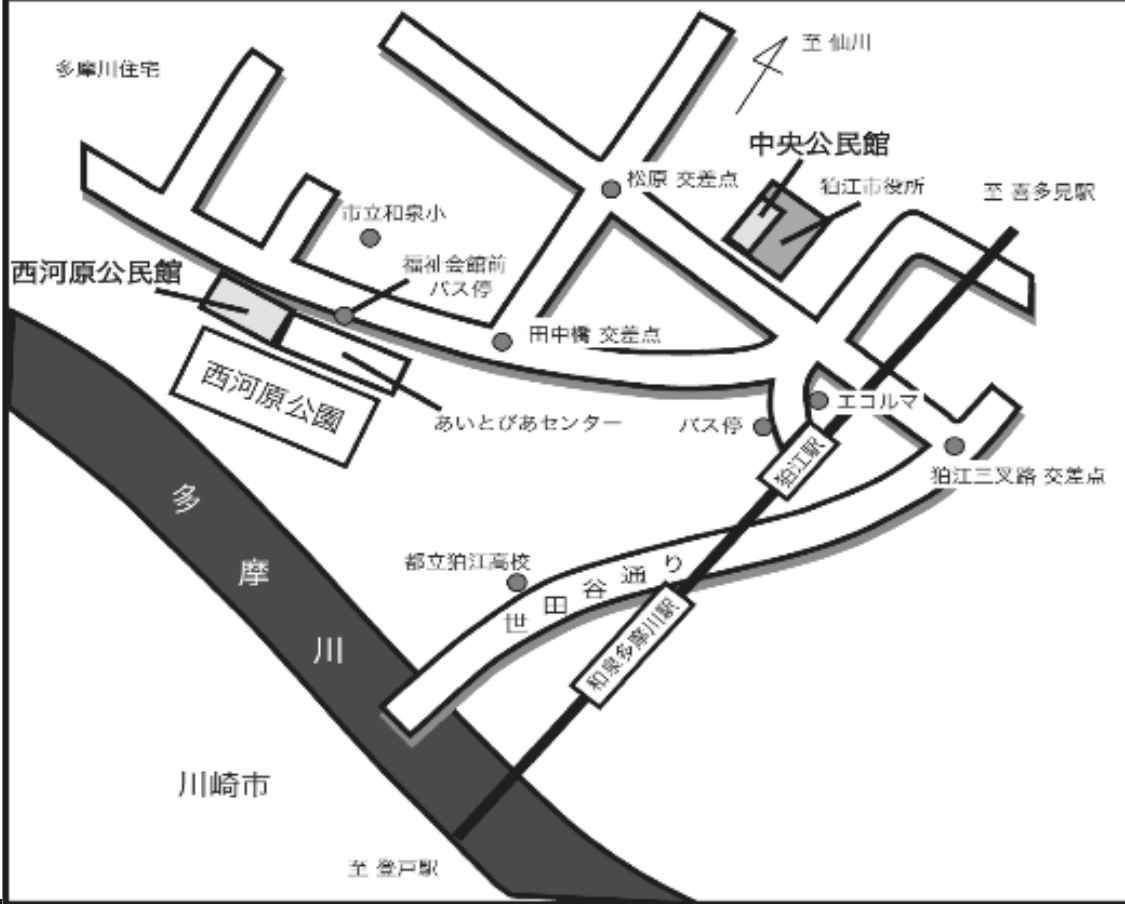 多摩川住宅
至 仙川
中央公民館
松原 交差点
狛江市役所
至 喜多見駅
市立和泉小
西河原公民館
福祉会館前
バス停
田中橋 交差点
西河原公園
あいとぴあセンター
バス停
エコルマ
狛江駅
狛江三叉路 交差点
多摩川
都立狛江高校
世田谷通り
和泉多摩川駅
川崎市
至 登戸駅